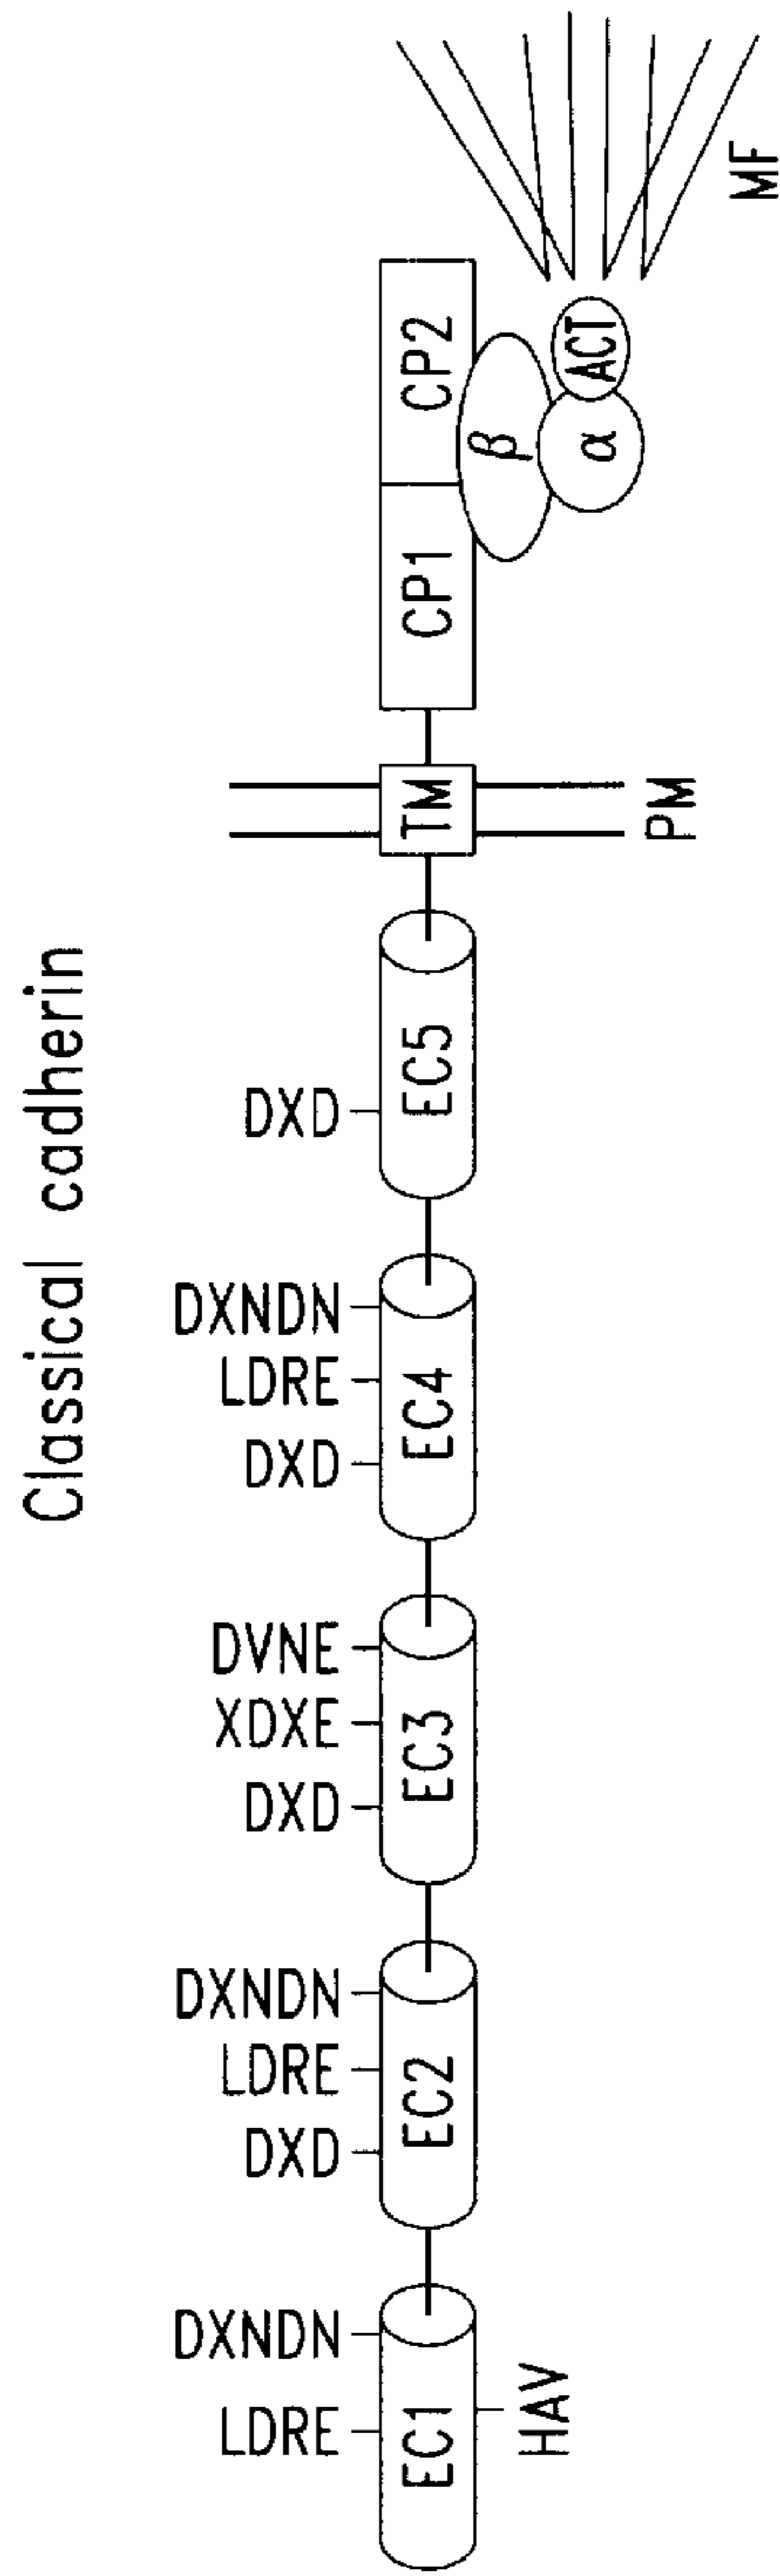 Classical cadherin
LDRE
DXNDN
DXD
LDRE
DXNDN
DXD
XDXE
DVNE
DXD
LDRE
DXNDN
DXD
EC1
EC2
EC3
EC4
EC5
TM
CP1
CP2
HAV
PM
β
α
ACT
MF